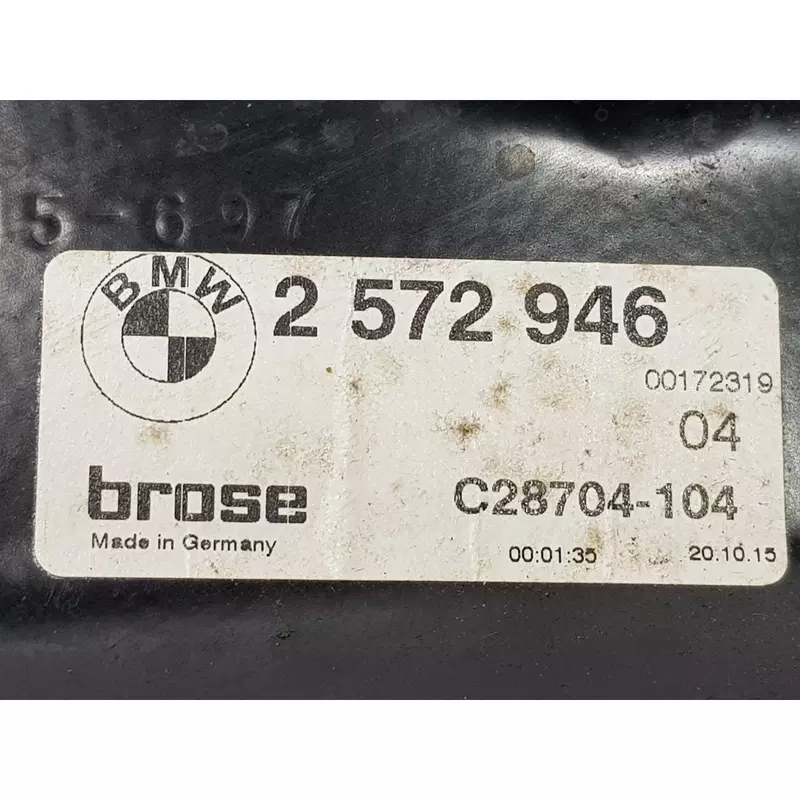 5-697
BMW
2 572 946
00172319
04
brose
C28704-104
Made in Germany
00:01:35
20.10.15